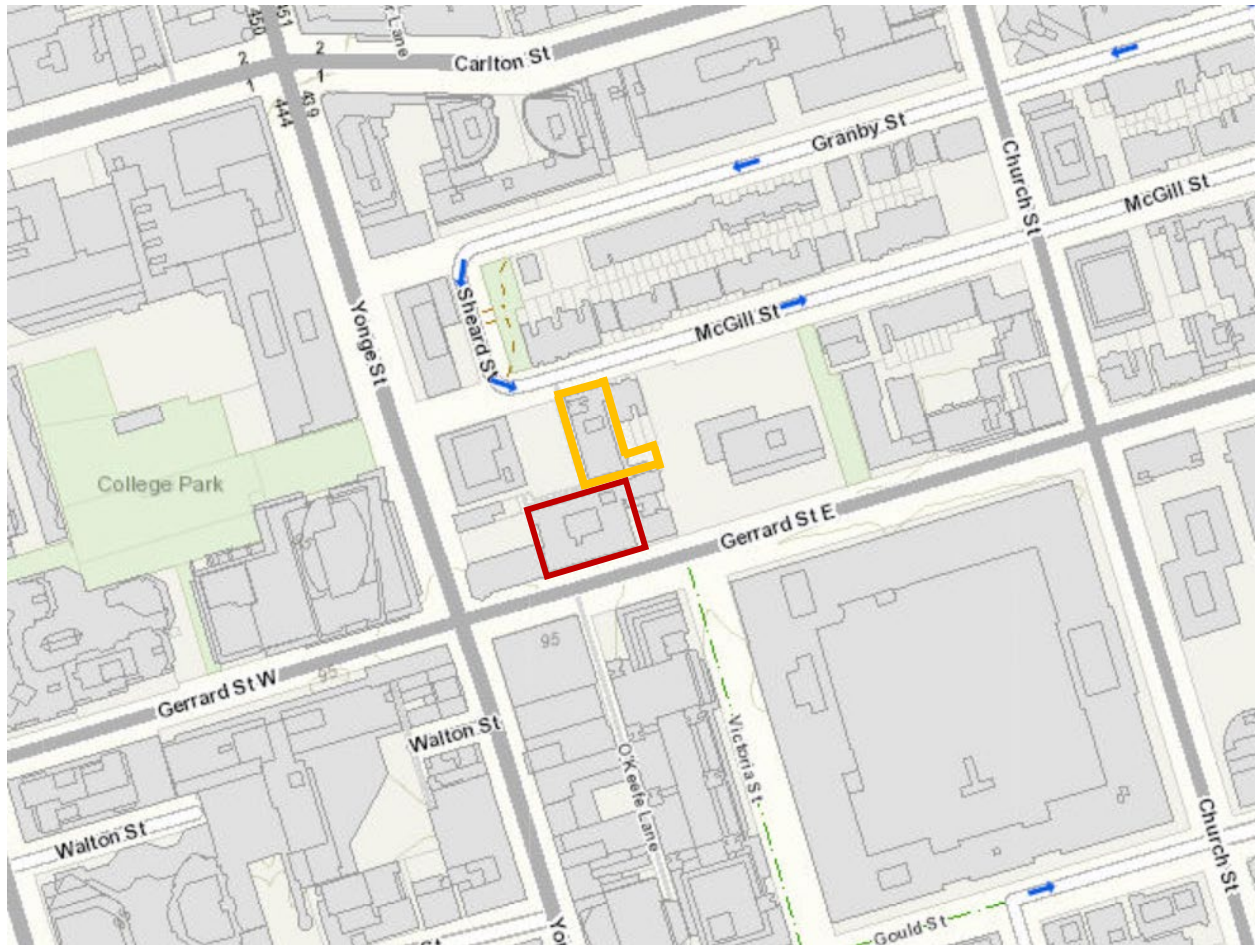 451
450
Lane
2
2
1
1
439
444
Carlton St
Granby St
Church St
McGill St
Yonge St
Sheard St
McGill St
College Park
Gerrard St E
95
Gerrard St W
Walton St
O'Keefe Lane
Victoria St
Walton St
Church St
Gould St